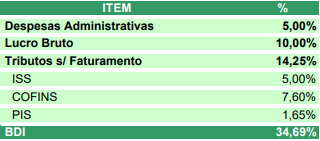 ITEM %
Despesas Administrativas 5,00%
Lucro Bruto 10,00%
Tributos s/ Faturamento 14,25%
ISS 5,00%
COFINS 7,60%
PIS 1,65%
BDI 34,69%